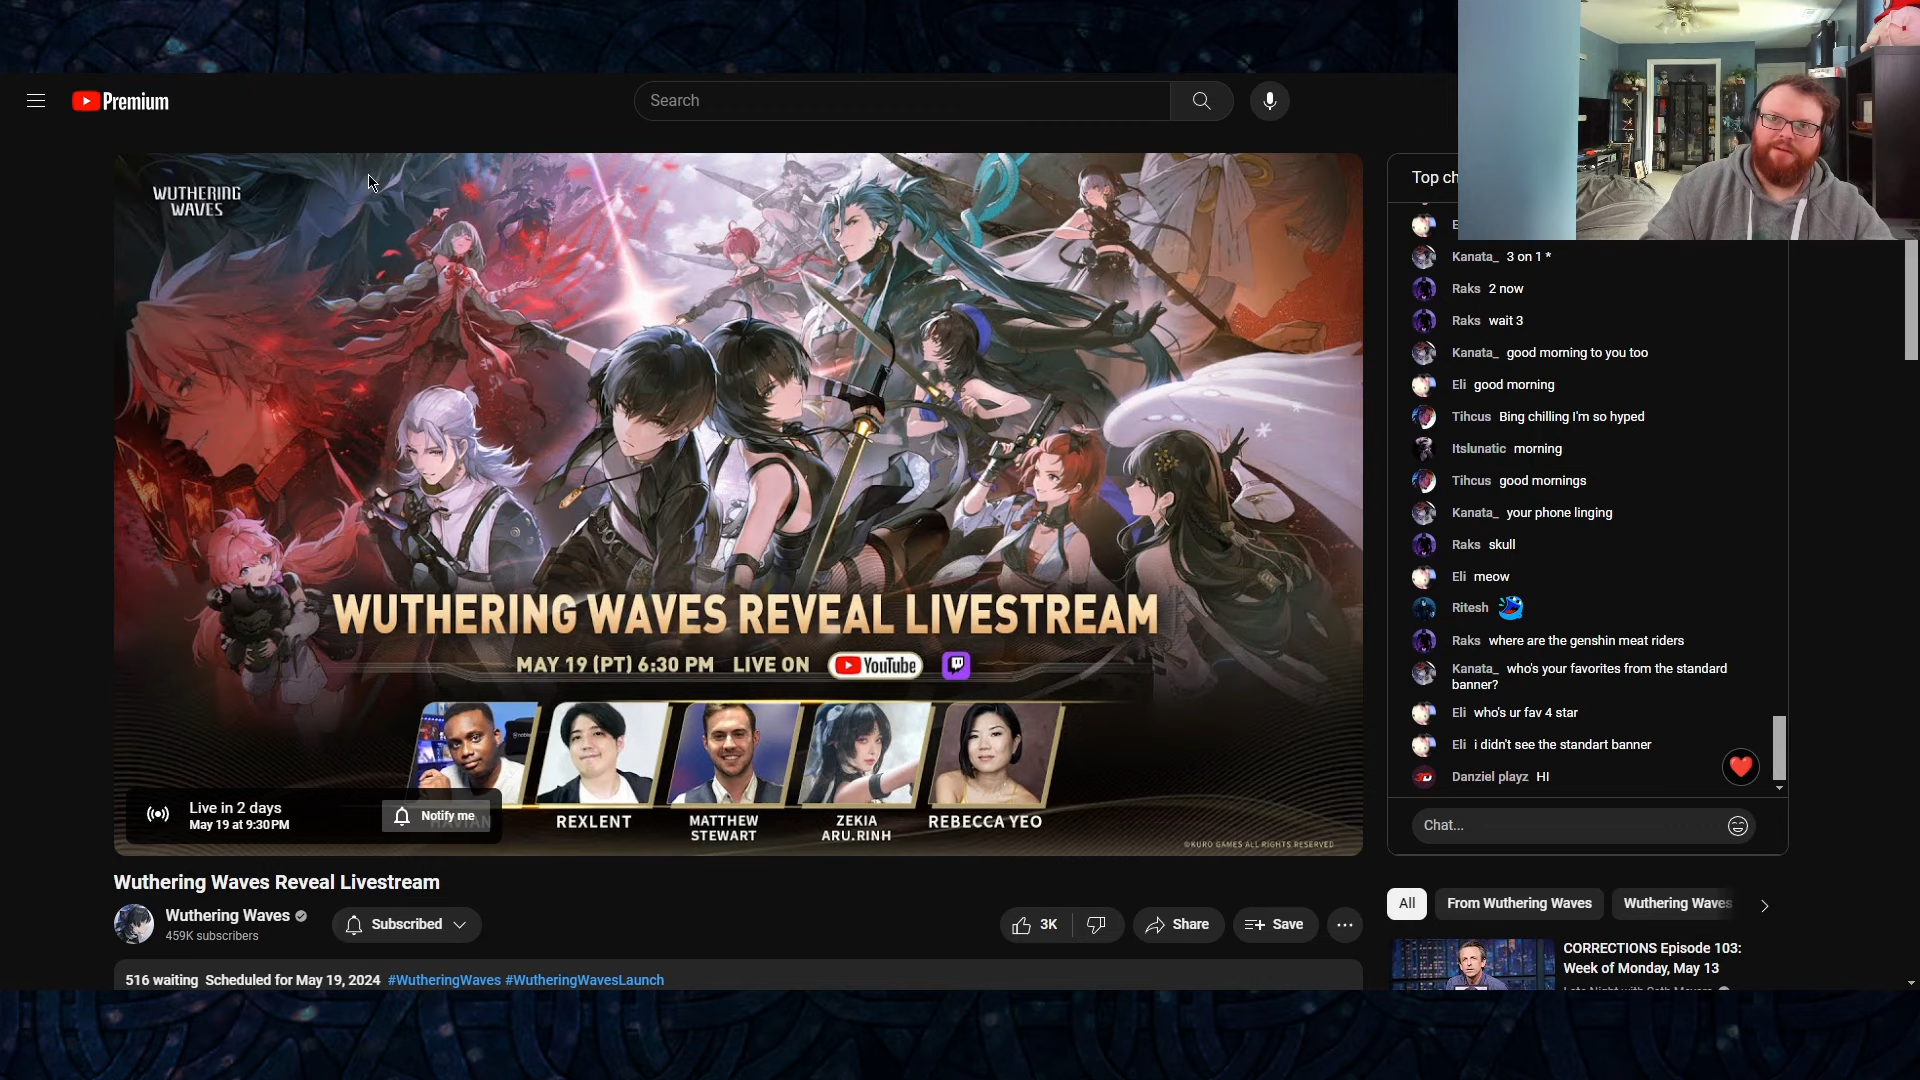 Premium
Search
WUTHERING
WAVES
WUTHERING WAVES REVEAL LIVESTREAM
MAY 19 (PT) 6:30 PM LIVE ON YouTube
REXLENT
MATTHEW
STEWART
ZEKIA
ARU.RINH
REBECCA YEO
Live in 2 days
May 19 at 9:30 PM
Notify me
©KURO GAMES ALL RIGHTS RESERVED
Wuthering Waves Reveal Livestream
Wuthering Waves
459K subscribers
Subscribed
3K
Share
Save
516 waiting Scheduled for May 19, 2024 #WutheringWaves #WutheringWavesLaunch
Top ch
E
Kanata_ 3 on 1 *
Raks 2 now
Raks wait 3
Kanata_ good morning to you too
Eli good morning
Tihcus Bing chilling I'm so hyped
Itslunatic morning
Tihcus good mornings
Kanata_ your phone linging
Raks skull
Eli meow
Ritesh
Raks where are the genshin meat riders
Kanata_ who's your favorites from the standard
banner?
Eli who's ur fav 4 star
Eli i didn't see the standart banner
Danziel playz HI
Chat...
All
From Wuthering Waves
Wuthering Waves
CORRECTIONS Episode 103:
Week of Monday, May 13